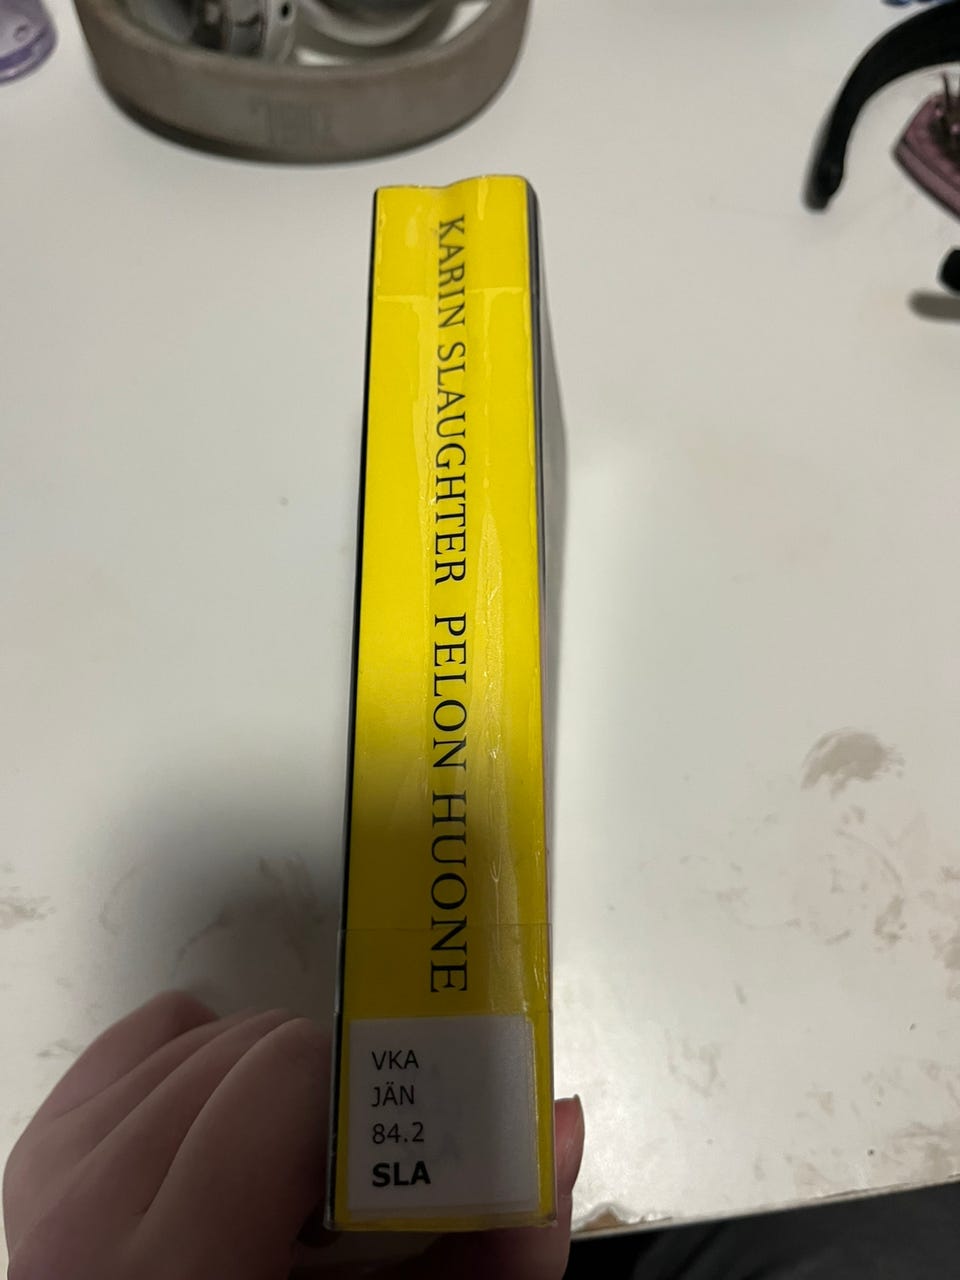 KARIN SLAUGHTER PELON HUONE
VKA
JÄN
84.2
SLA